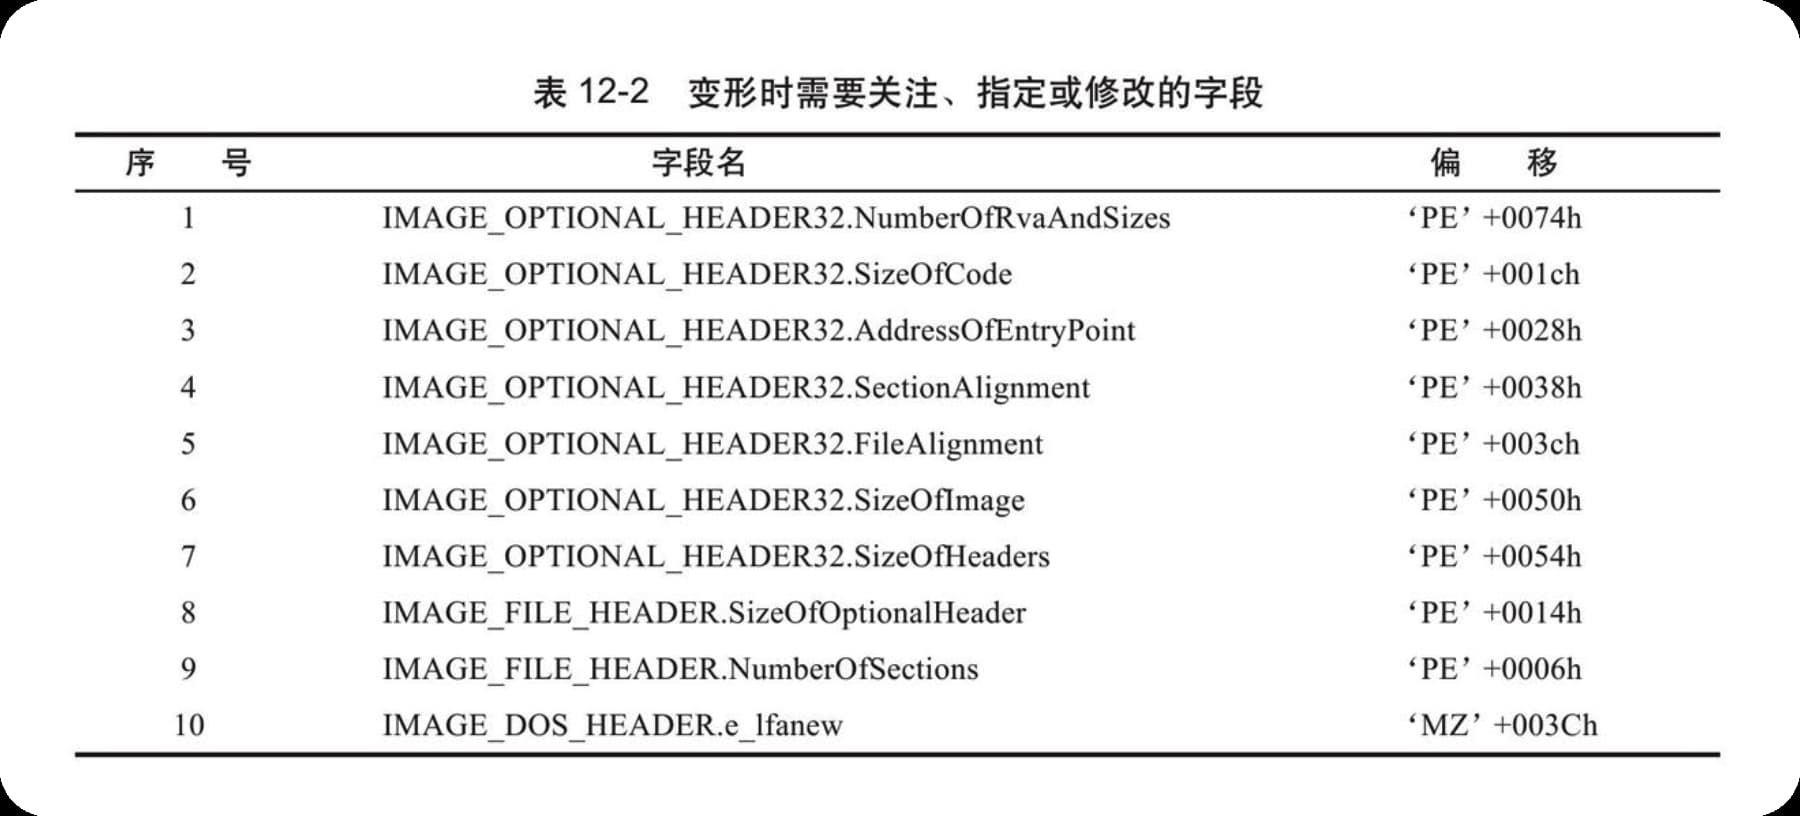 表 12-2 变形时需要关注、指定或修改的字段
序 号 字段名 偏 移
1 IMAGE_OPTIONAL_HEADER32.NumberOfRvaAndSizes ‘PE’ +0074h
2 IMAGE_OPTIONAL_HEADER32.SizeOfCode ‘PE’ +001ch
3 IMAGE_OPTIONAL_HEADER32.AddressOfEntryPoint ‘PE’ +0028h
4 IMAGE_OPTIONAL_HEADER32.SectionAlignment ‘PE’ +0038h
5 IMAGE_OPTIONAL_HEADER32.FileAlignment ‘PE’ +003ch
6 IMAGE_OPTIONAL_HEADER32.SizeOfImage ‘PE’ +0050h
7 IMAGE_OPTIONAL_HEADER32.SizeOfHeaders ‘PE’ +0054h
8 IMAGE_FILE_HEADER.SizeOfOptionalHeader ‘PE’ +0014h
9 IMAGE_FILE_HEADER.NumberOfSections ‘PE’ +0006h
10 IMAGE_DOS_HEADER.e_lfanew ‘MZ’ +003Ch